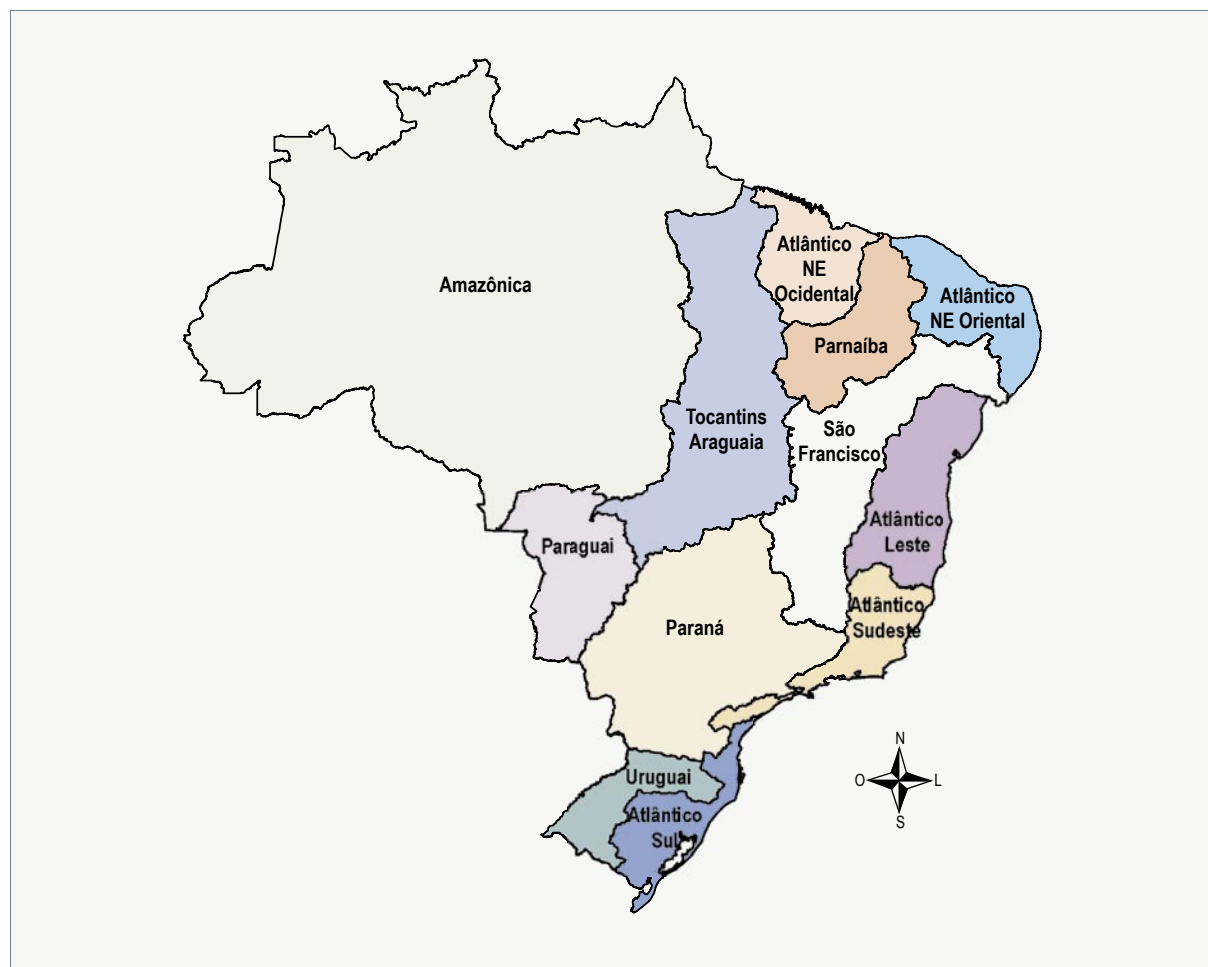 Amazônica
Atlântico
NE
Ocidental
Atlântico
NE Oriental
Parnaíba
Tocantins
Araguaia
São
Francisco
Atlântico
Leste
Paraguai
Atlântico
Sudeste
Paraná
N
O
L
S
Uruguai
Atlântico
Sul